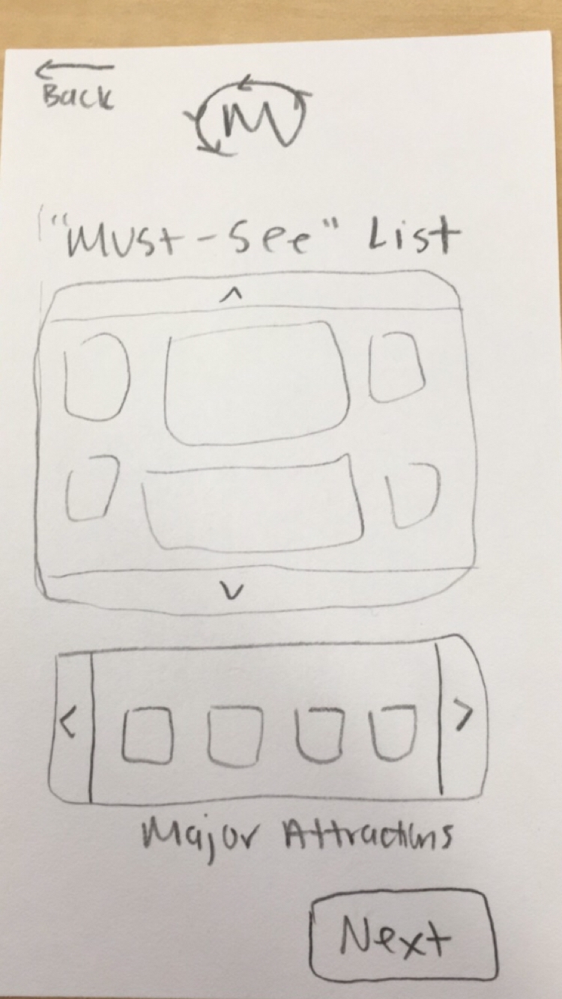 Back
M
"Must-See" List
^
v
< >
Major Attractions
Next